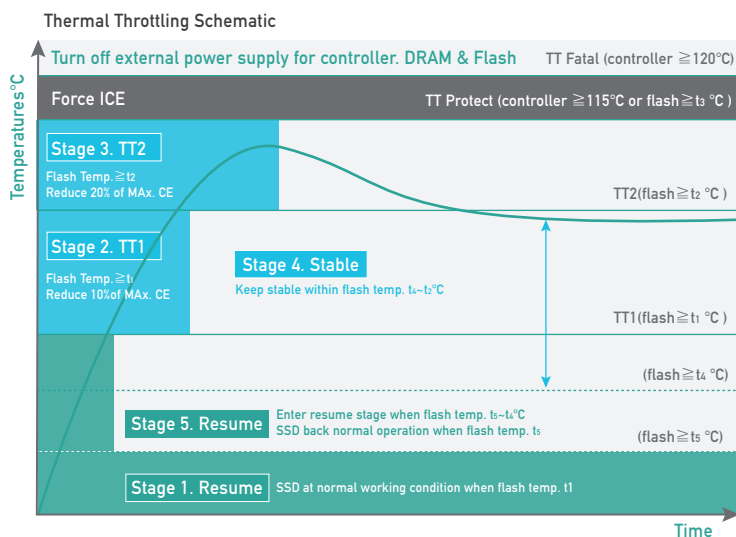 Thermal Throttling Schematic
Turn off external power supply for controller. DRAM & Flash
TT Fatal (controller ≧120°C)
Force ICE
TT Protect (controller ≧115°C or flash≧t₃ °C )
Temperatures°C
Stage 3. TT2
Flash Temp.≧t₂
Reduce 20% of MAx. CE
TT2(flash≧t₂ °C )
Stage 2. TT1
Flash Temp.≧t₁
Reduce 10%of MAx. CE
Stage 4. Stable
Keep stable within flash temp. t₄~t₂°C
TT1(flash≧t₁ °C )
(flash≧t₄ °C)
Stage 5. Resume
Enter resume stage when flash temp. t₅~t₄°C
SSD back normal operation when flash temp. t₅
(flash≧t₅ °C)
Stage 1. Resume
SSD at normal working condition when flash temp. t1
Time